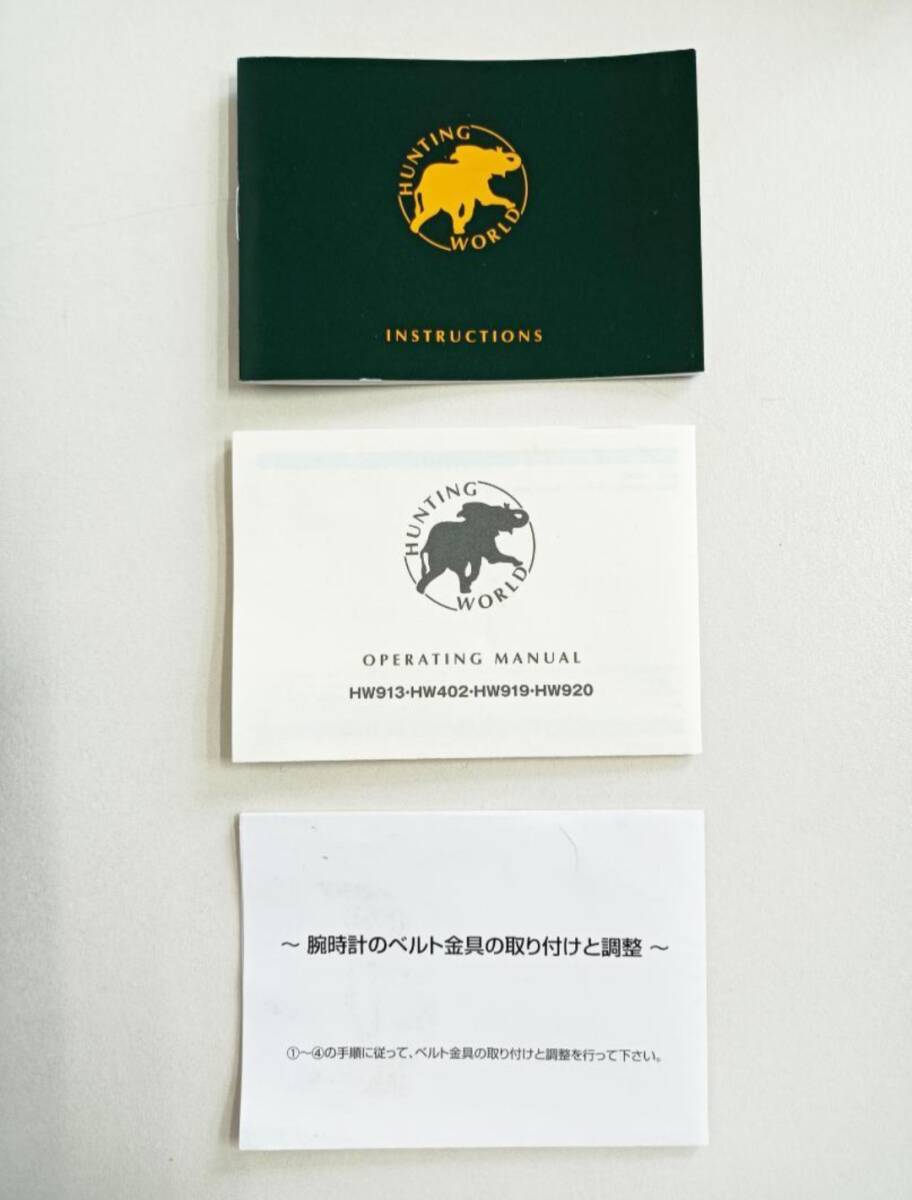 HUNTING
WORLD
INSTRUCTIONS
HUNTING
WORLD
OPERATING MANUAL
HW913・HW402・HW919・HW920
～ 腕時計のベルト金具の取り付けと調整 ～
①～④の手順に従って、ベルト金具の取り付けと調整を行って下さい。